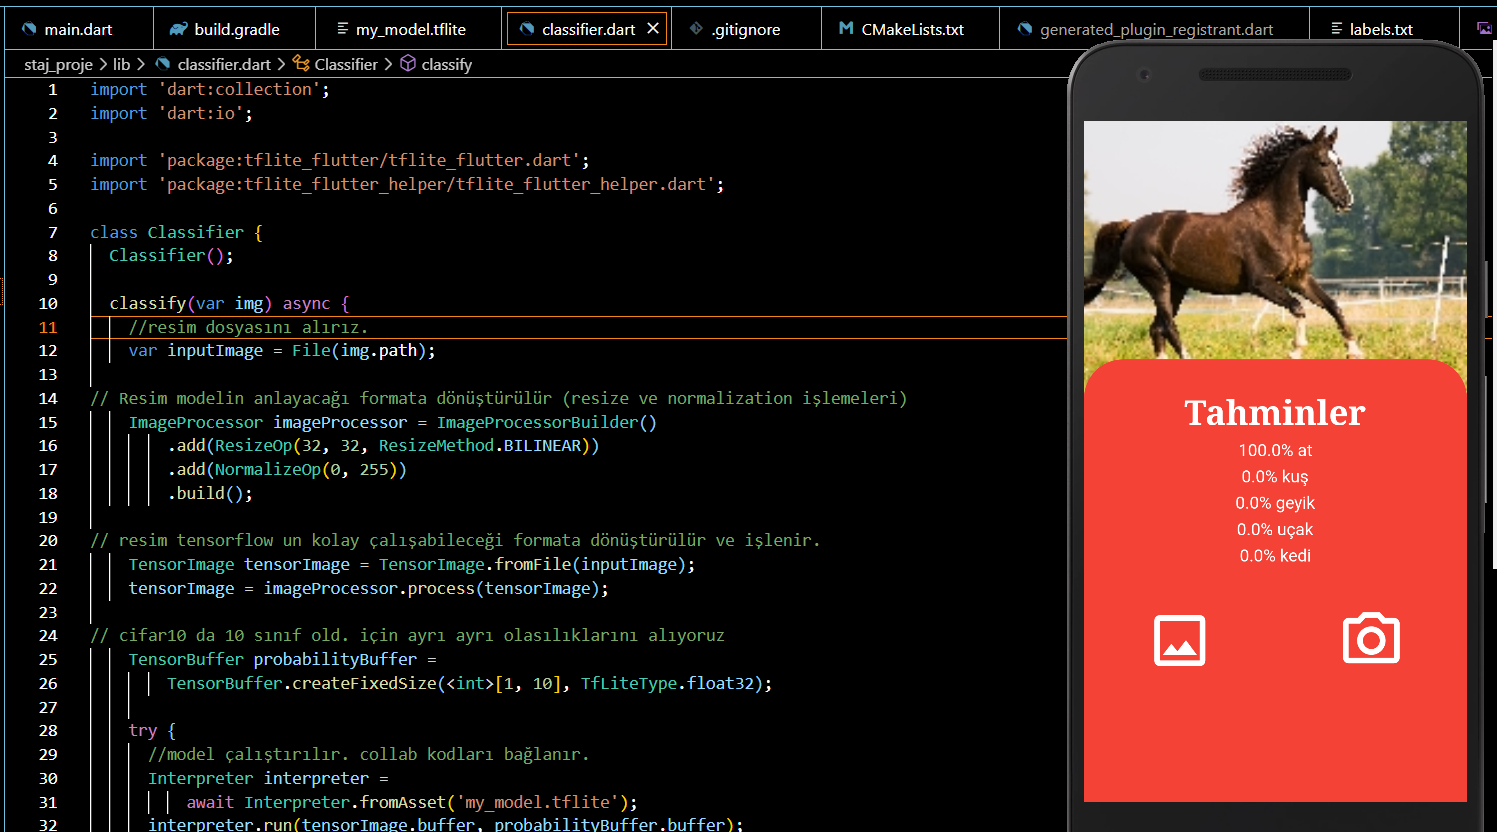 main.dart build.gradle my_model.tflite classifier.dart .gitignore CMakeLists.txt generated_plugin_registrant.dart labels.txt
staj_proje > lib > classifier.dart > Classifier > classify
1 import 'dart:collection';
2 import 'dart:io';
3
4 import 'package:tflite_flutter/tflite_flutter.dart';
5 import 'package:tflite_flutter_helper/tflite_flutter_helper.dart';
6
7 class Classifier {
8 Classifier();
9
10 classify(var img) async {
11 //resim dosyasını alırız.
12 var inputImage = File(img.path);
13
14 // Resim modelin anlayacağı formata dönüştürülür (resize ve normalization işlemeleri)
15 ImageProcessor imageProcessor = ImageProcessorBuilder()
16 .add(ResizeOp(32, 32, ResizeMethod.BILINEAR))
17 .add(NormalizeOp(0, 255))
18 .build();
19
20 // resim tensorflow un kolay çalışabileceği formata dönüştürülür ve işlenir.
21 TensorImage tensorImage = TensorImage.fromFile(inputImage);
22 tensorImage = imageProcessor.process(tensorImage);
23
24 // cifar10 da 10 sınıf old. için ayrı ayrı olasılıklarını alıyoruz
25 TensorBuffer probabilityBuffer =
26 TensorBuffer.createFixedSize(<int>[1, 10], TfLiteType.float32);
27
28 try {
29 //model çalıştırılır. collab kodları bağlanır.
30 Interpreter interpreter =
31 await Interpreter.fromAsset('my_model.tflite');
32 interpreter.run(tensorImage.buffer, probabilityBuffer.buffer);
Tahminler
100.0% at
0.0% kuş
0.0% geyik
0.0% uçak
0.0% kedi